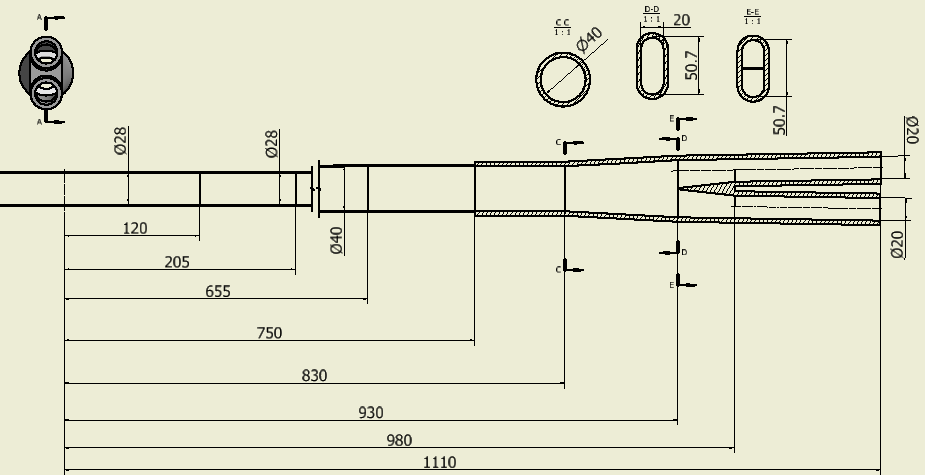 A
A
C C
1 : 1
Ø40
D-D
1 : 1
20
50.7
E-E
1 : 1
50.7
Ø28
Ø28
Ø40
C
E
D
C
D
E
Ø20
Ø20
120
205
655
750
830
930
980
1110